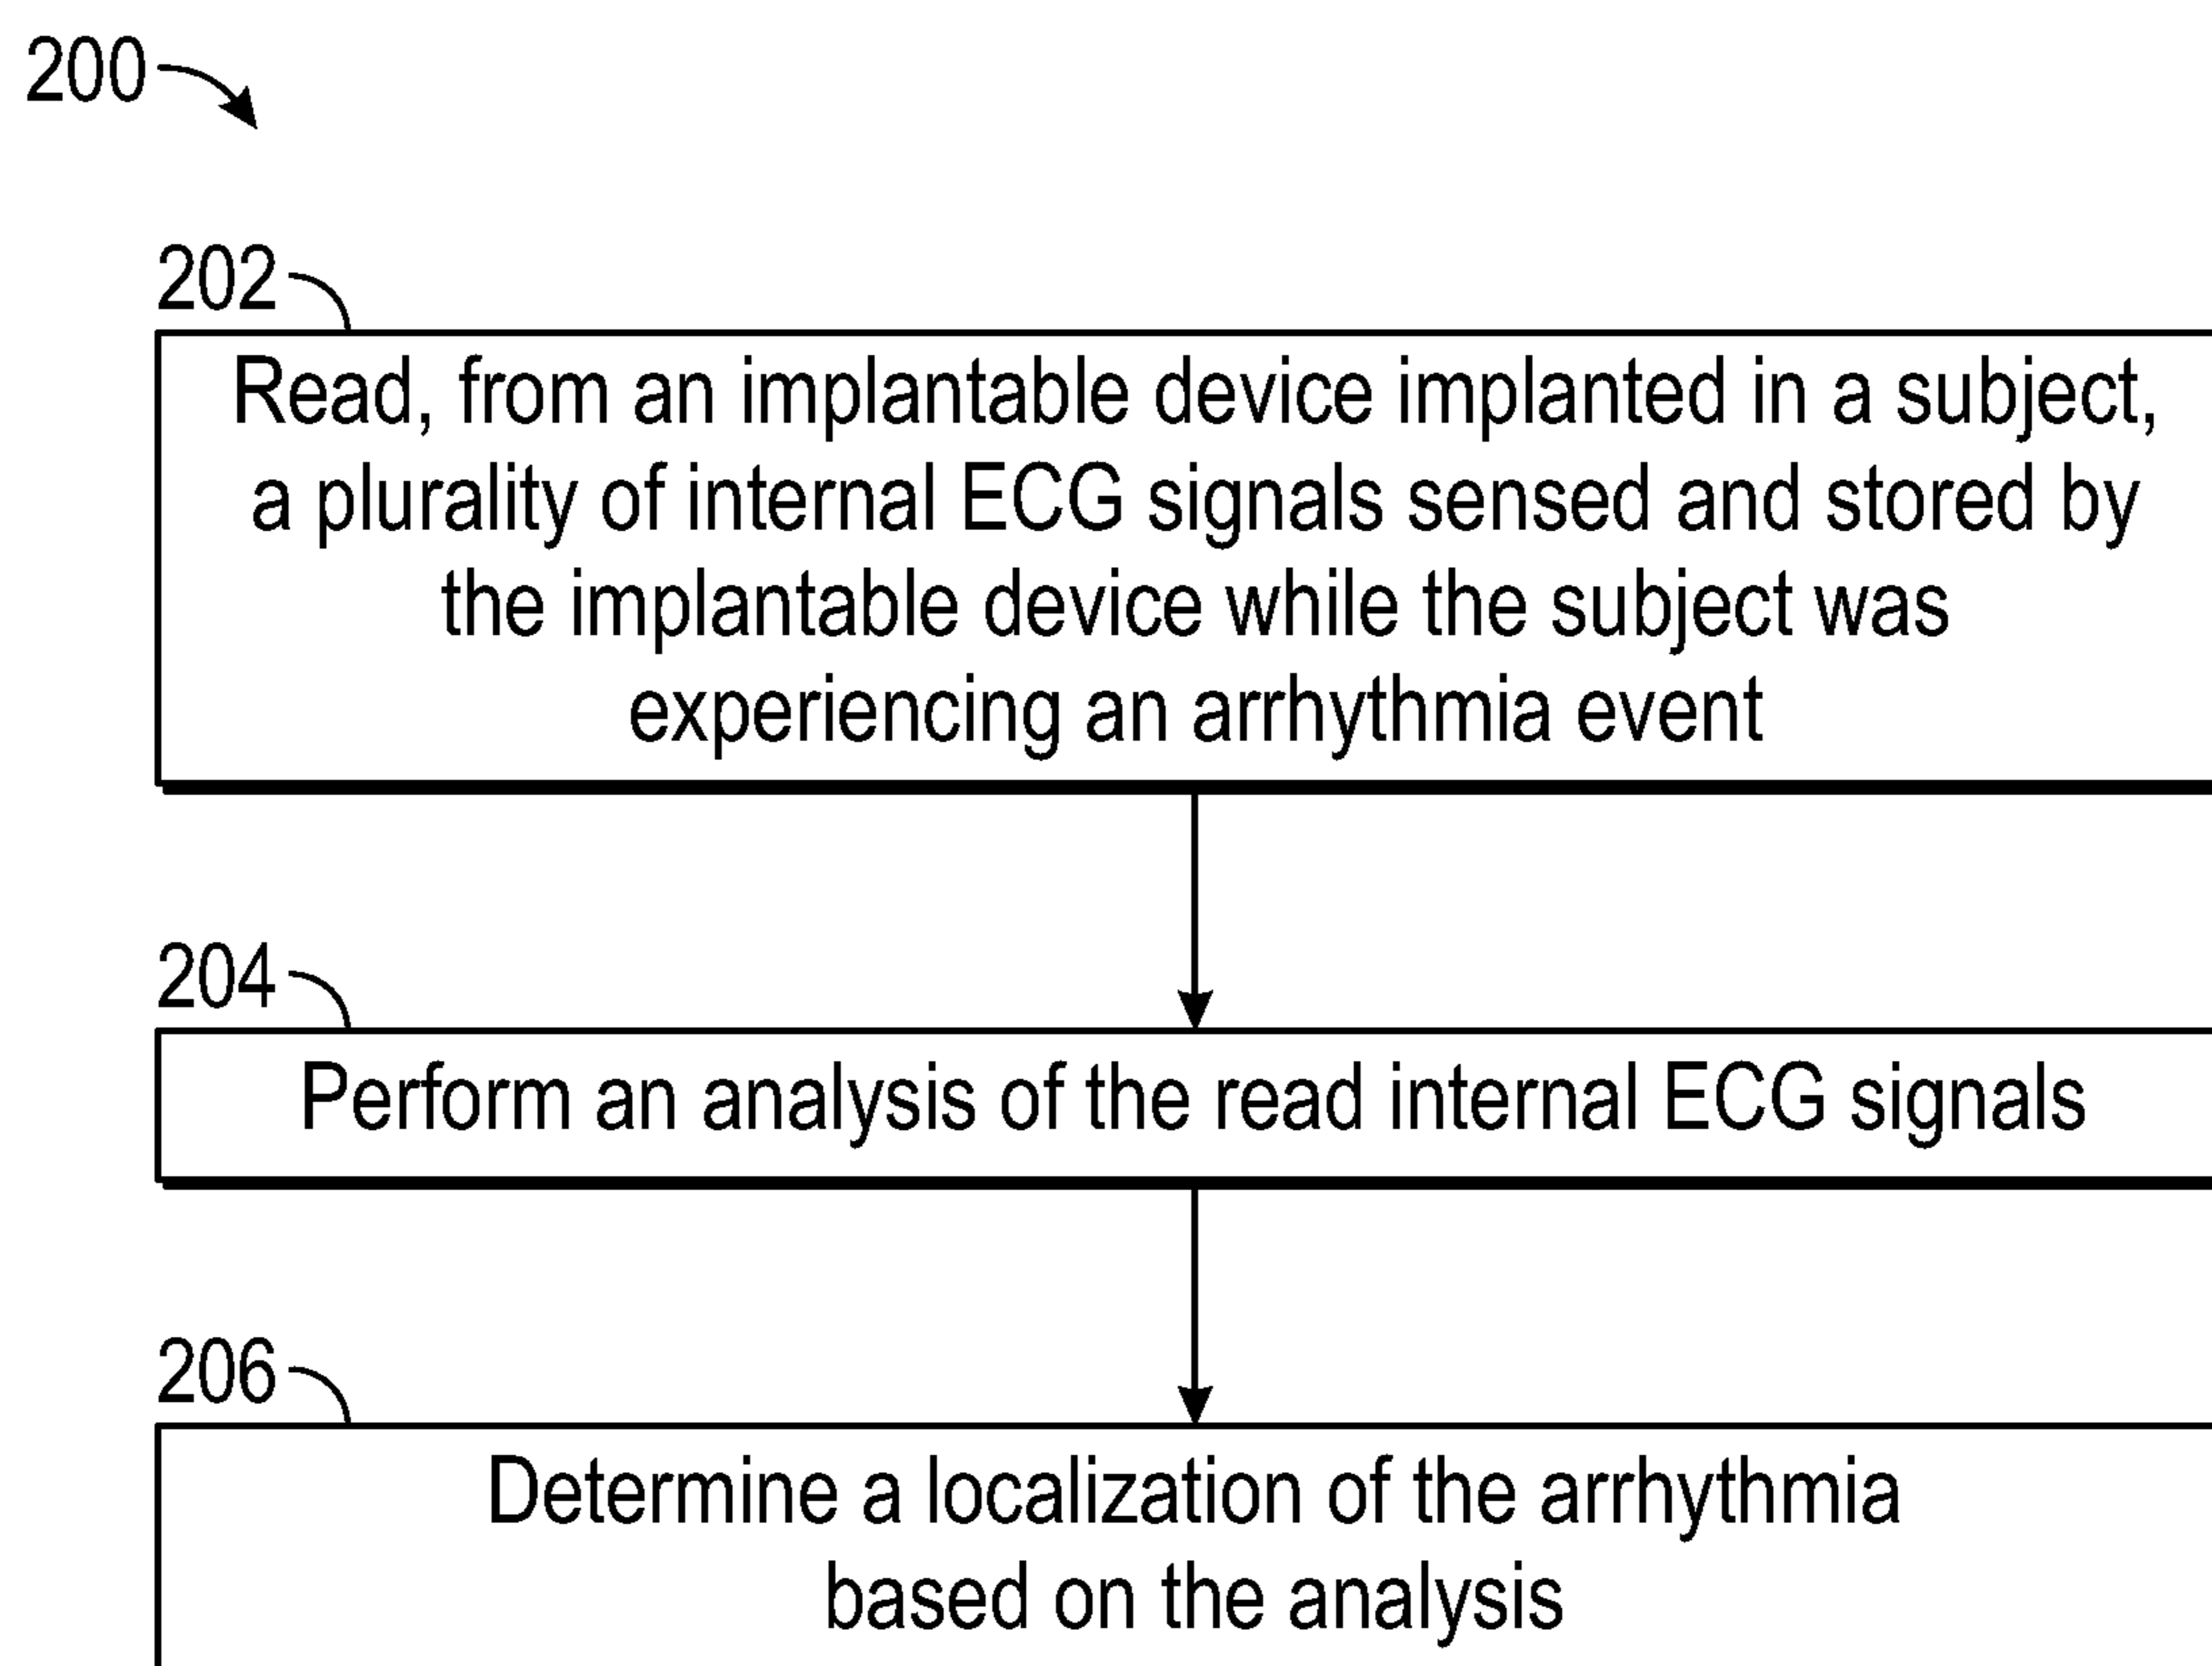 200
202
Read, from an implantable device implanted in a subject,
a plurality of internal ECG signals sensed and stored by
the implantable device while the subject was
experiencing an arrhythmia event
204
Perform an analysis of the read internal ECG signals
206
Determine a localization of the arrhythmia
based on the analysis